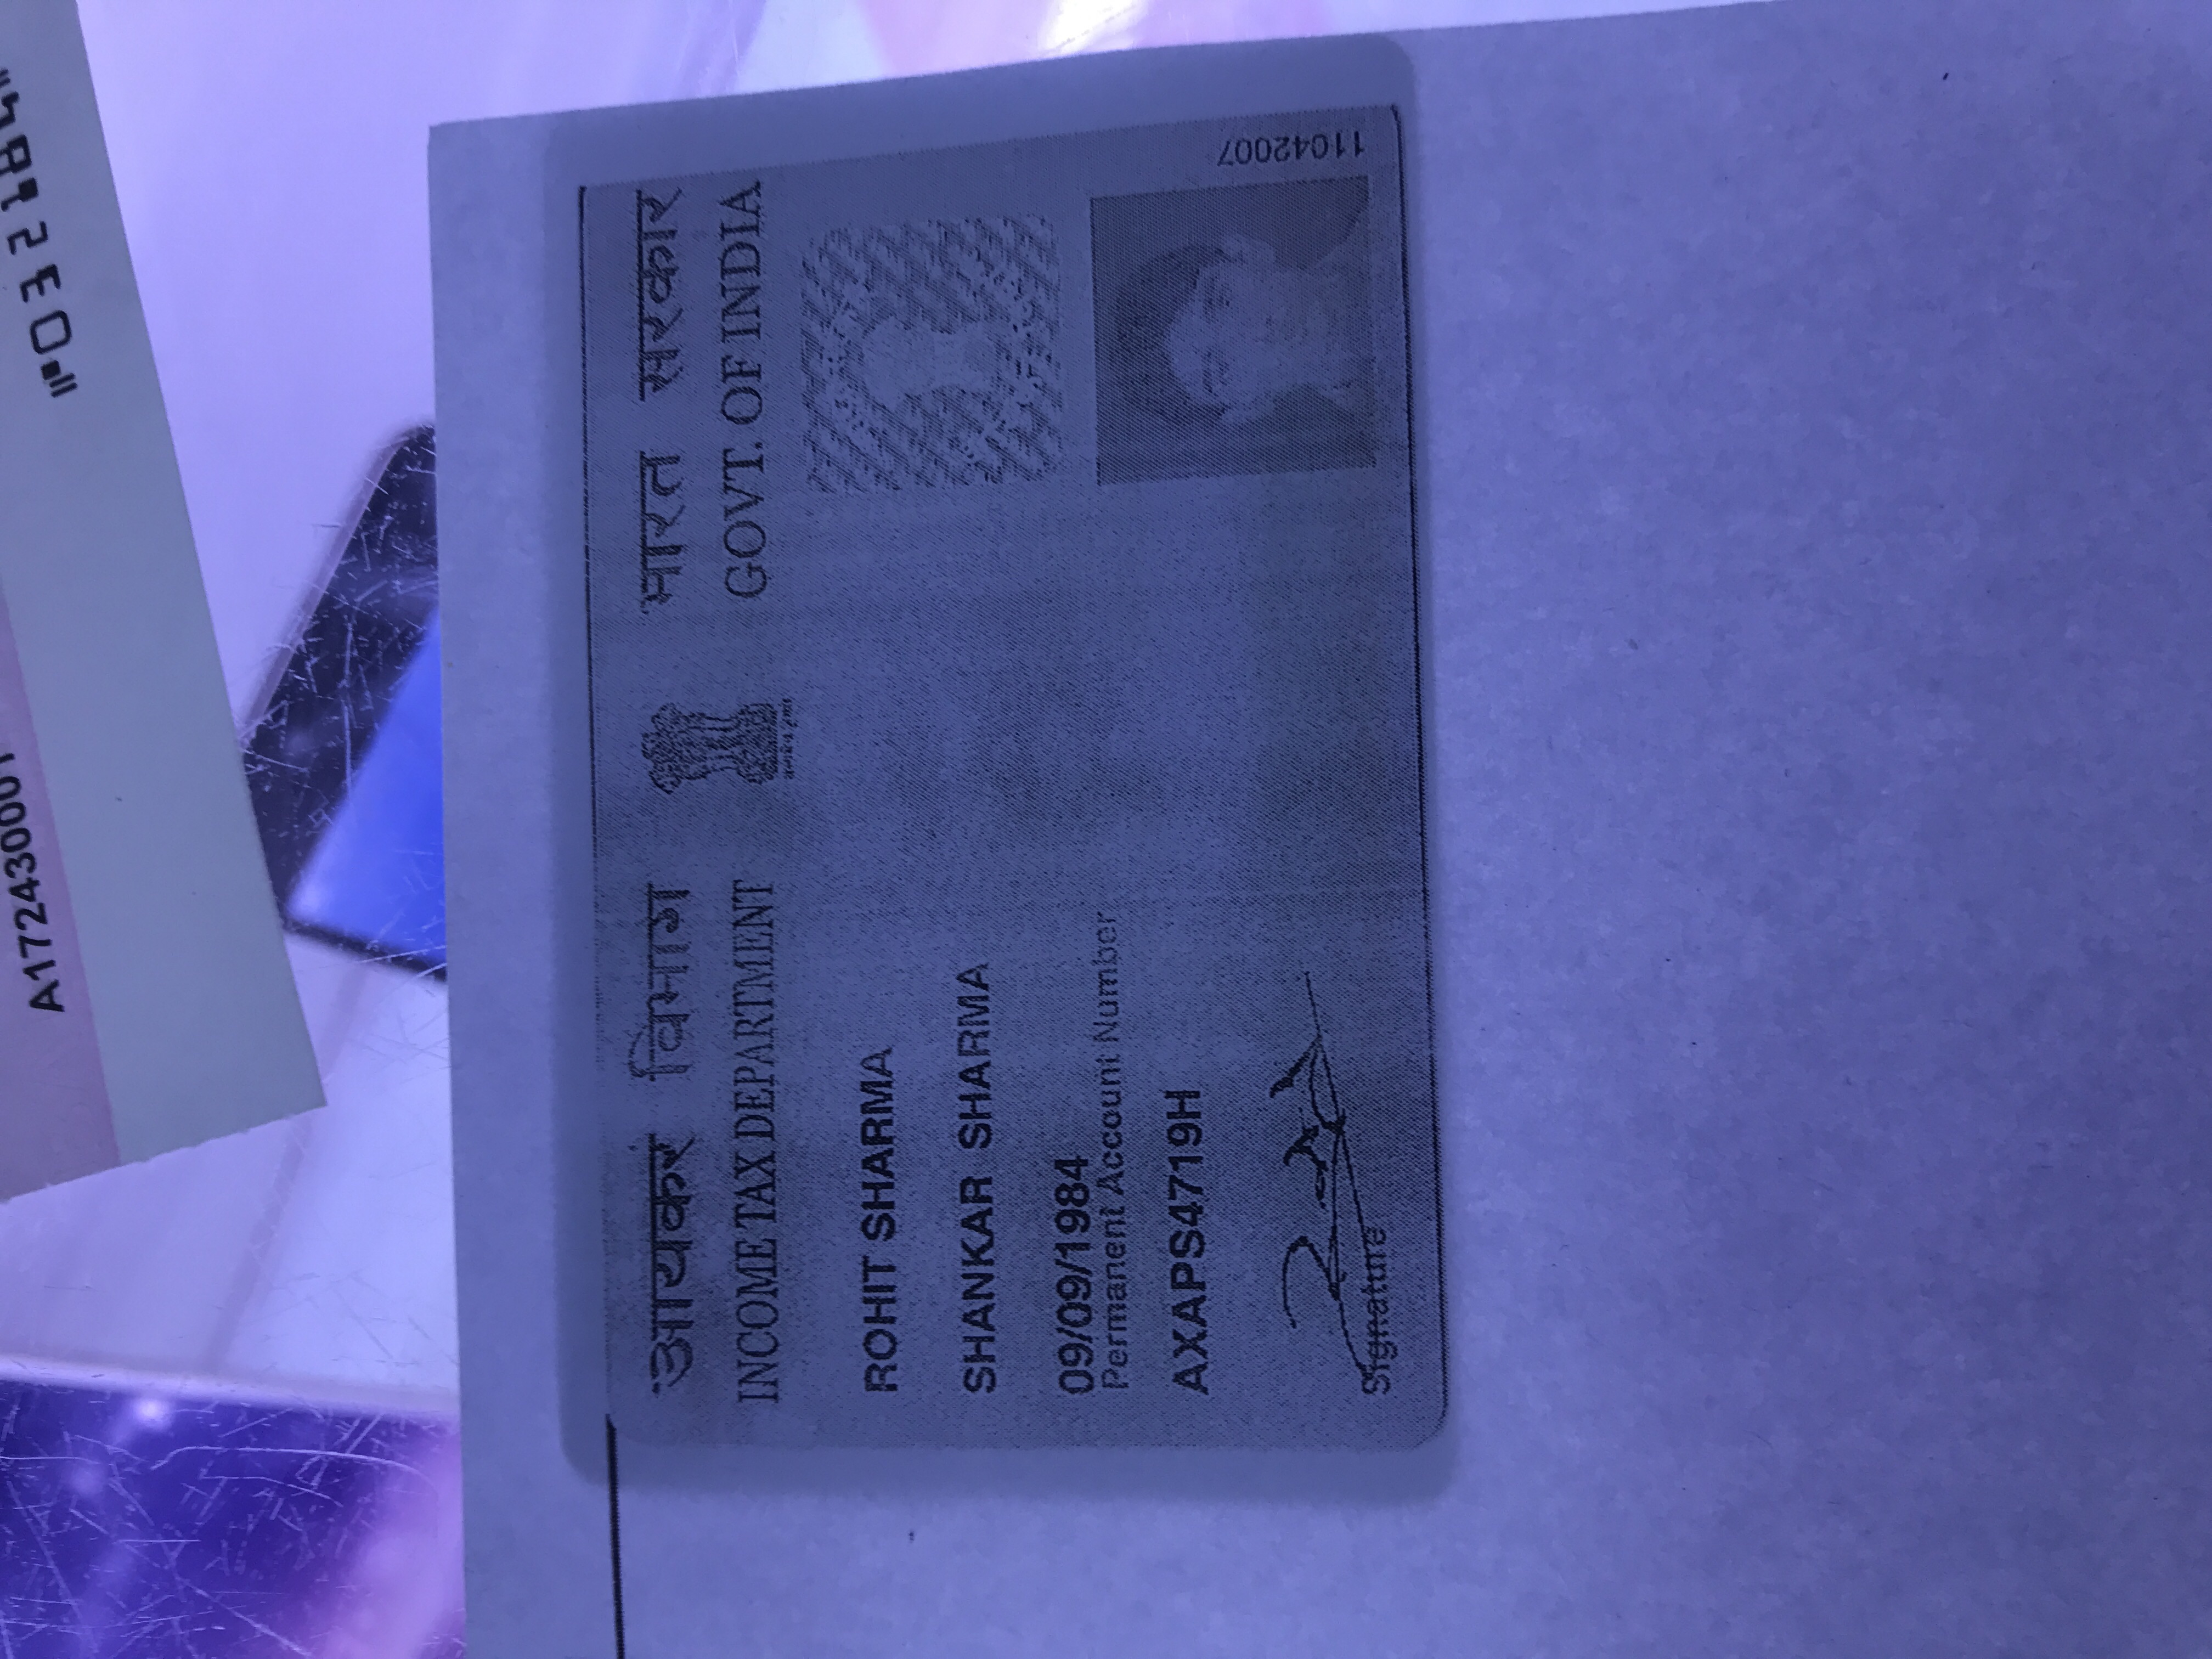 A172430001
⑈032184⑈
आयकर विभाग भारत सरकार
INCOME TAX DEPARTMENT GOVT. OF INDIA
ROHIT SHARMA
SHANKAR SHARMA
09/09/1984
Permanent Account Number
AXAPS4719H
Signature
11042007